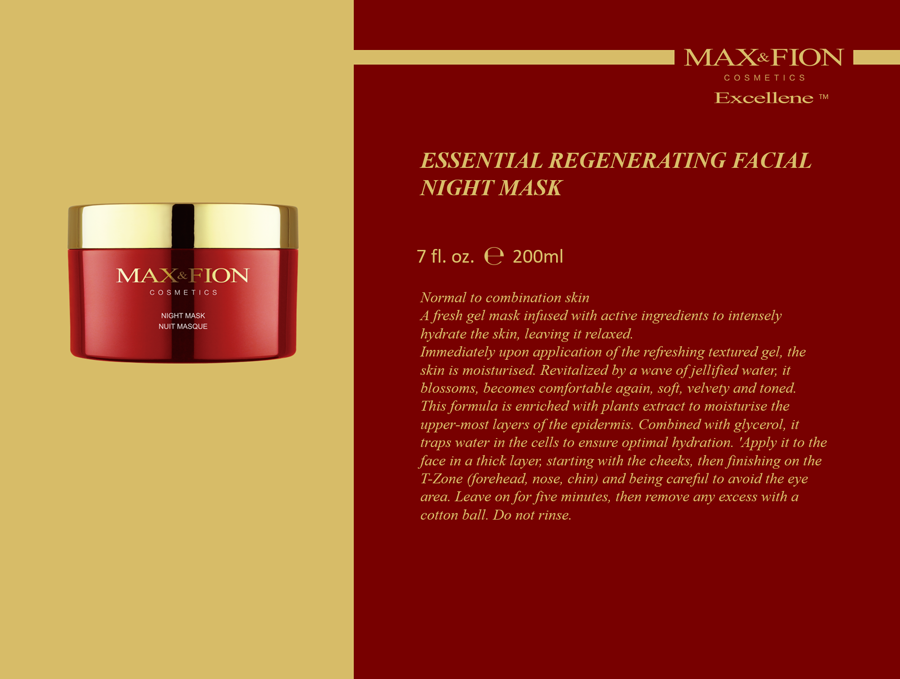 MAX&FION
COSMETICS
Excellene ™
ESSENTIAL REGENERATING FACIAL
NIGHT MASK
7 fl. oz. ℮ 200ml
Normal to combination skin
A fresh gel mask infused with active ingredients to intensely
hydrate the skin, leaving it relaxed.
Immediately upon application of the refreshing textured gel, the
skin is moisturised. Revitalized by a wave of jellified water, it
blossoms, becomes comfortable again, soft, velvety and toned.
This formula is enriched with plants extract to moisturise the
upper-most layers of the epidermis. Combined with glycerol, it
traps water in the cells to ensure optimal hydration. 'Apply it to the
face in a thick layer, starting with the cheeks, then finishing on the
T-Zone (forehead, nose, chin) and being careful to avoid the eye
area. Leave on for five minutes, then remove any excess with a
cotton ball. Do not rinse.
MAX&FION
COSMETICS
NIGHT MASK
NUIT MASQUE